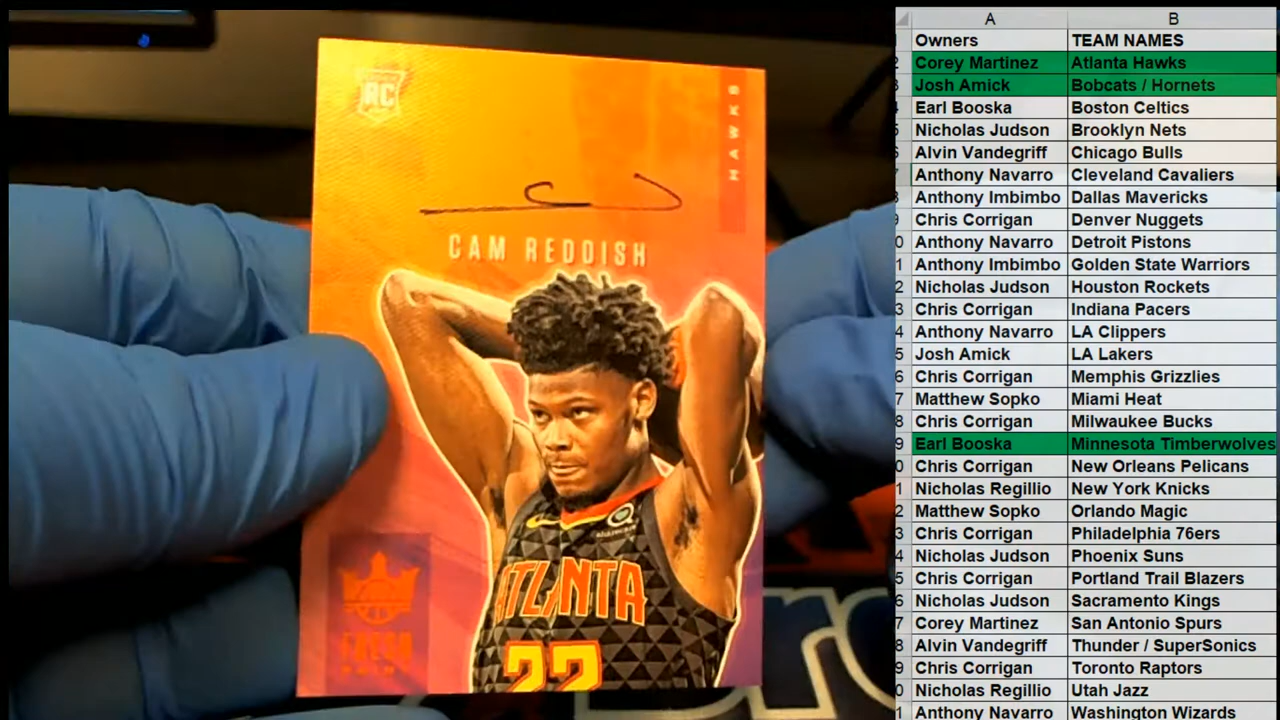 RC
HAWKS
CAM REDDISH
ATLANTA
22
A B
Owners TEAM NAMES
Corey Martinez Atlanta Hawks
Josh Amick Bobcats / Hornets
Earl Booska Boston Celtics
Nicholas Judson Brooklyn Nets
Alvin Vandegriff Chicago Bulls
Anthony Navarro Cleveland Cavaliers
Anthony Imbimbo Dallas Mavericks
Chris Corrigan Denver Nuggets
Anthony Navarro Detroit Pistons
Anthony Imbimbo Golden State Warriors
Nicholas Judson Houston Rockets
Chris Corrigan Indiana Pacers
Anthony Navarro LA Clippers
Josh Amick LA Lakers
Chris Corrigan Memphis Grizzlies
Matthew Sopko Miami Heat
Chris Corrigan Milwaukee Bucks
Earl Booska Minnesota Timberwolves
Chris Corrigan New Orleans Pelicans
Nicholas Regillio New York Knicks
Matthew Sopko Orlando Magic
Chris Corrigan Philadelphia 76ers
Nicholas Judson Phoenix Suns
Chris Corrigan Portland Trail Blazers
Nicholas Judson Sacramento Kings
Corey Martinez San Antonio Spurs
Alvin Vandegriff Thunder / SuperSonics
Chris Corrigan Toronto Raptors
Nicholas Regillio Utah Jazz
Anthony Navarro Washington Wizards